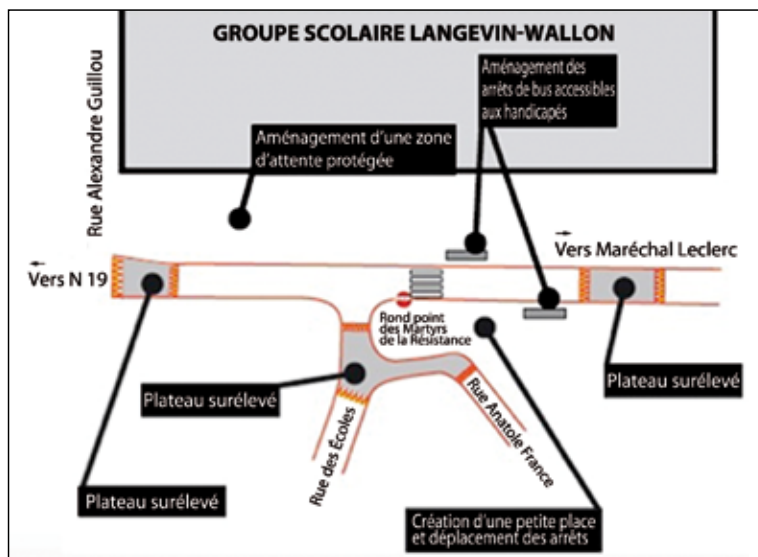 GROUPE SCOLAIRE LANGEVIN-WALLON
Rue Alexandre Guillou
Aménagement des
arrêts de bus accessibles
aux handicapés
Aménagement d'une zone
d'attente protégée
Vers N 19
Vers Maréchal Leclerc
Rond point
des Martyrs
de la Résistance
Plateau surélevé
Plateau surélevé
Plateau surélevé
Rue des Écoles
Rue Anatole France
Création d'une petite place
et déplacement des arrêts